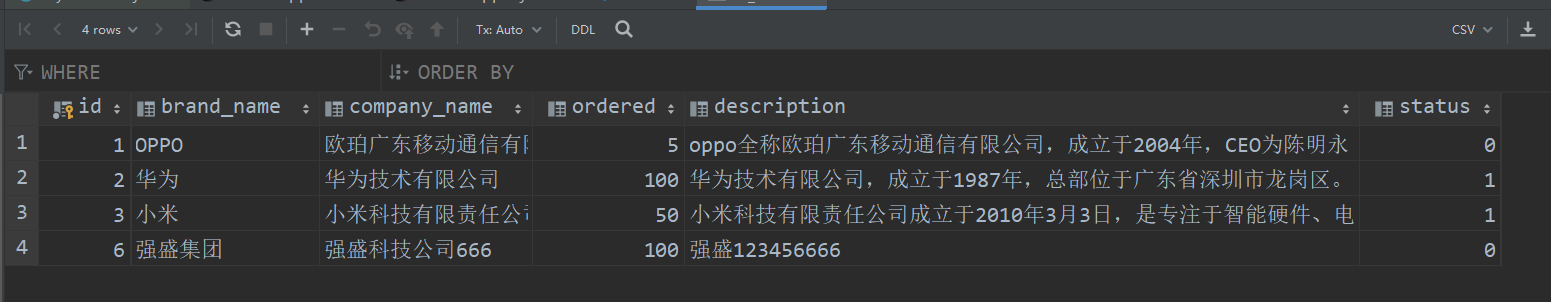 4 rows Tx: Auto DDL CSV
WHERE ORDER BY
id brand_name company_name ordered description status
1 1 OPPO 欧珀广东移动通信有 5 oppo全称欧珀广东移动通信有限公司，成立于2004年，CEO为陈明永 0
2 2 华为 华为技术有限公司 100 华为技术有限公司，成立于1987年，总部位于广东省深圳市龙岗区。 1
3 3 小米 小米科技有限责任公 50 小米科技有限责任公司成立于2010年3月3日，是专注于智能硬件、电 1
4 6 强盛集团 强盛科技公司666 100 强盛123456666 0